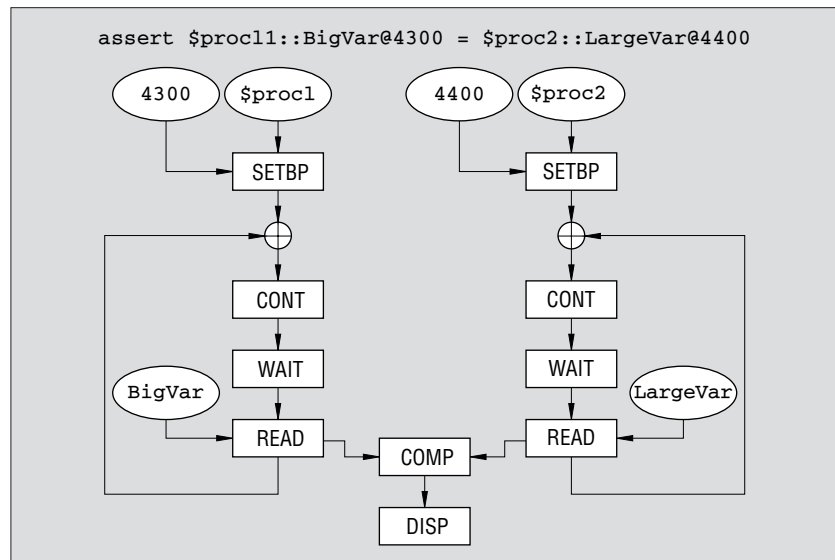 assert $procl1::BigVar@4300 = $proc2::LargeVar@4400
4300 $proc1 4400 $proc2
SETBP SETBP
CONT CONT
WAIT WAIT
BigVar LargeVar
READ READ
COMP
DISP